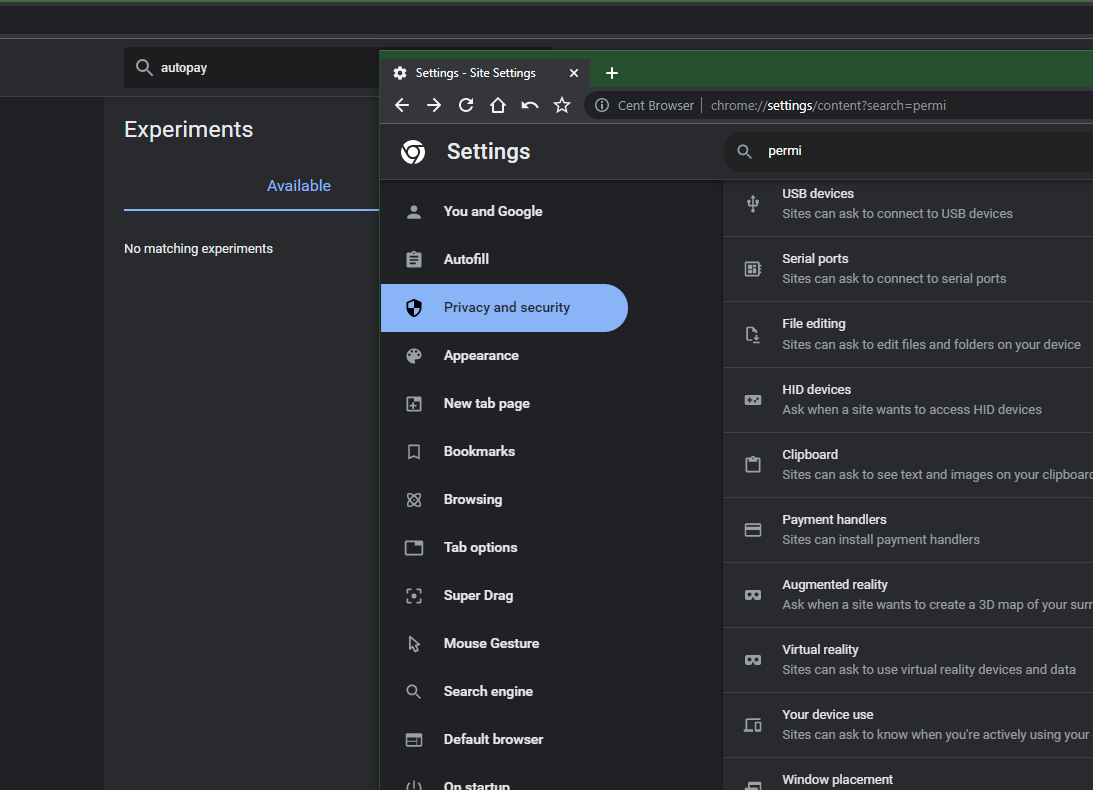 autopay
Experiments
Available
No matching experiments
Settings - Site Settings
Cent Browser
chrome://settings/content?search=permi
Settings
permi
You and Google
Autofill
Privacy and security
Appearance
New tab page
Bookmarks
Browsing
Tab options
Super Drag
Mouse Gesture
Search engine
Default browser
On startup
USB devices
Sites can ask to connect to USB devices
Serial ports
Sites can ask to connect to serial ports
File editing
Sites can ask to edit files and folders on your device
HID devices
Ask when a site wants to access HID devices
Clipboard
Sites can ask to see text and images on your clipboard
Payment handlers
Sites can install payment handlers
Augmented reality
Ask when a site wants to create a 3D map of your surr
Virtual reality
Sites can ask to use virtual reality devices and data
Your device use
Sites can ask to know when you're actively using your
Window placement